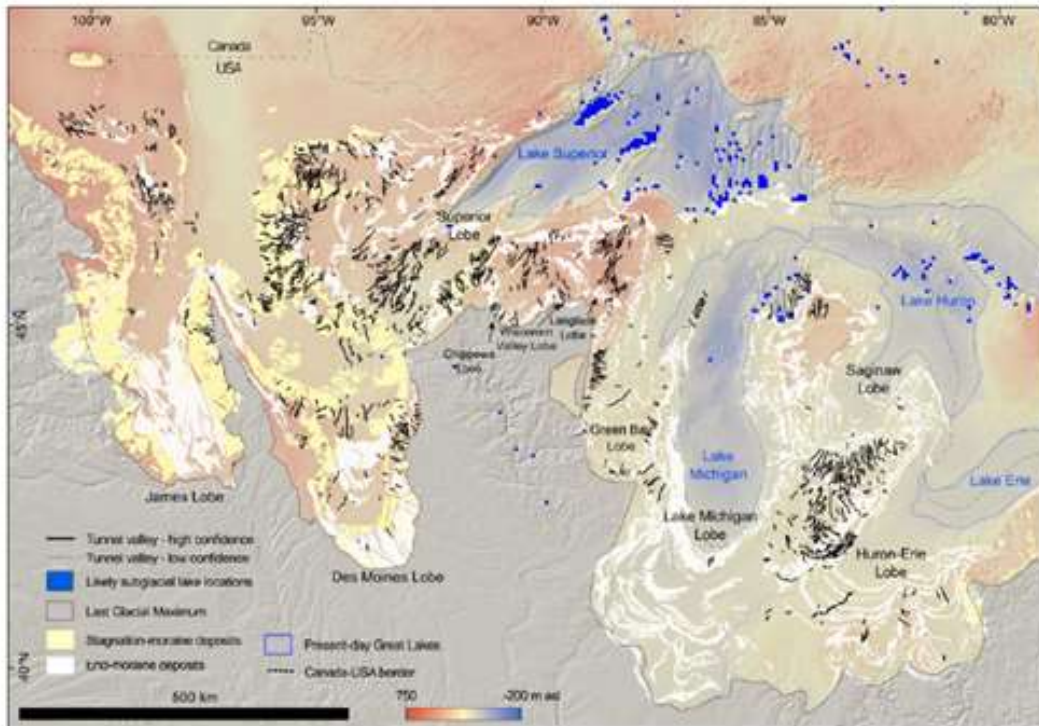 100°W
95°W
90°W
85°W
80°W
Canada
USA
Lake Superior
Superior
Lobe
Lake Huron
45°N
Langlade
Lobe
Wisconsin
Valley Lobe
Chippewa
Lobe
Saginaw
Lobe
Green Bay
Lobe
Lake
Michigan
Lake Erie
James Lobe
Lake Michigan
Lobe
Huron-Erie
Lobe
Des Moines Lobe
Tunnel valley - high confidence
Tunnel valley - low confidence
Likely subglacial lake locations
Last Glacial Maximum
Stagnation-moraine deposits
End-moraine deposits
Present-day Great Lakes
Canada-USA border
40°N
500 km
750
-200 m asl